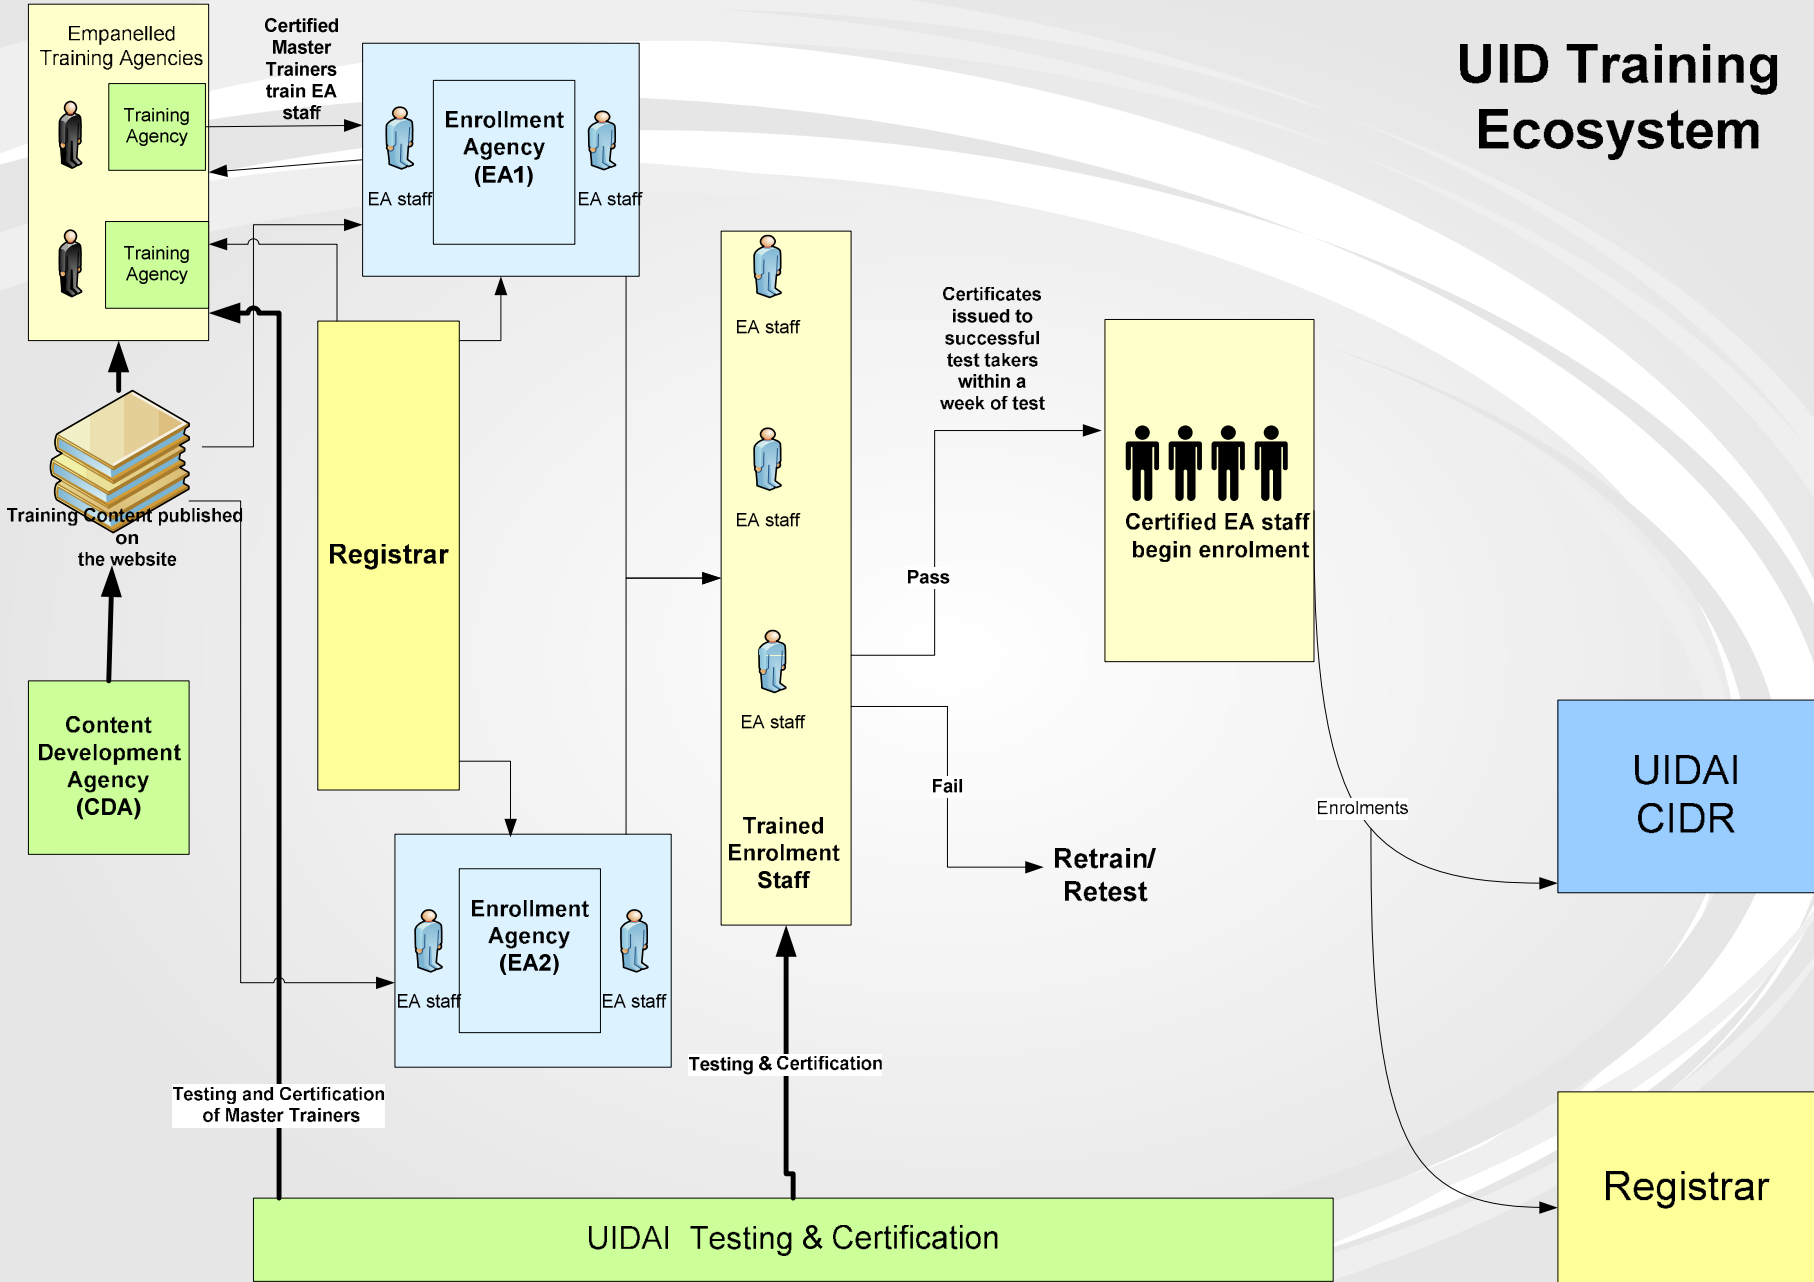 UID Training
Ecosystem
Empanelled
Training Agencies
Training
Agency
Training
Agency
Certified
Master
Trainers
train EA
staff
Enrollment
Agency
(EA1)
EA staff
EA staff
Training Content published
on
the website
Content
Development
Agency
(CDA)
Registrar
Enrollment
Agency
(EA2)
EA staff
EA staff
EA staff
EA staff
EA staff
Trained
Enrolment
Staff
Certificates
issued to
successful
test takers
within a
week of test
Pass
Fail
Retrain/
Retest
Certified EA staff
begin enrolment
Enrolments
UIDAI
CIDR
Registrar
Testing and Certification
of Master Trainers
Testing & Certification
UIDAI Testing & Certification